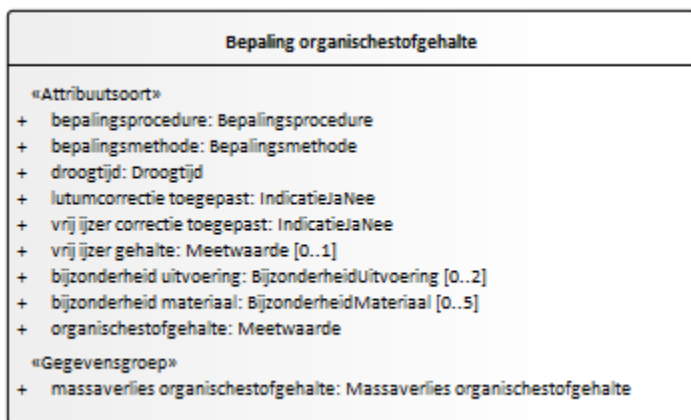 Bepaling organischestofgehalte
«Attribuutsoort»
+ bepalingsprocedure: Bepalingsprocedure
+ bepalingsmethode: Bepalingsmethode
+ droogtijd: Droogtijd
+ lutumcorrectie toegepast: IndicatieJaNee
+ vrij ijzer correctie toegepast: IndicatieJaNee
+ vrij ijzer gehalte: Meetwaarde [0..1]
+ bijzonderheid uitvoering: BijzonderheidUitvoering [0..2]
+ bijzonderheid materiaal: BijzonderheidMateriaal [0..5]
+ organischestofgehalte: Meetwaarde
«Gegevensgroep»
+ massaverlies organischestofgehalte: Massaverlies organischestofgehalte